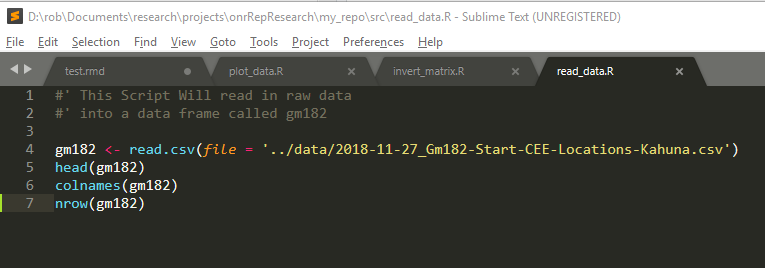 D:\rob\Documents\research\projects\onrRepResearch\my_repo\src\read_data.R - Sublime Text (UNREGISTERED)
File Edit Selection Find View Goto Tools Project Preferences Help
test.rmd plot_data.R invert_matrix.R read_data.R
1 #' This Script Will read in raw data
2 #' into a data frame called gm182
3
4 gm182 <- read.csv(file = '../data/2018-11-27_Gm182-Start-CEE-Locations-Kahuna.csv')
5 head(gm182)
6 colnames(gm182)
7 nrow(gm182)